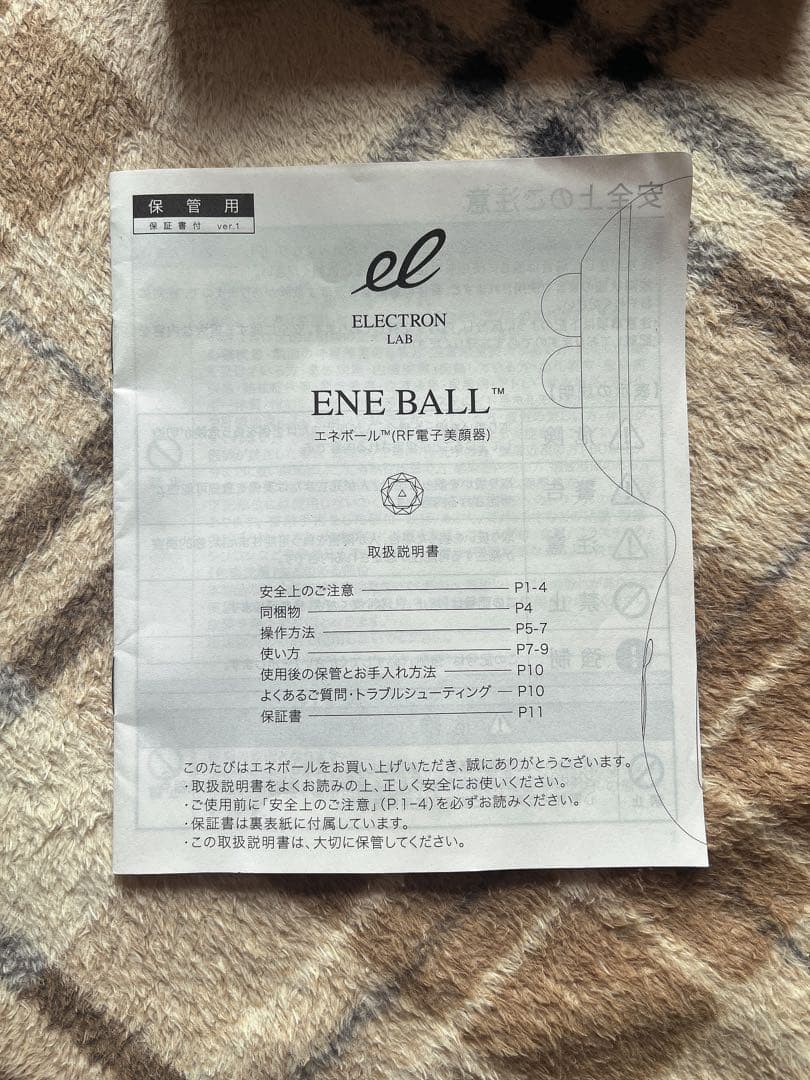 保管用
保証書付 ver.1
el
ELECTRON
LAB
ENE BALL™
エネボール™(RF電子美顔器)
取扱説明書
安全上のご注意 P1-4
同梱物 P4
操作方法 P5-7
使い方 P7-9
使用後の保管とお手入れ方法 P10
よくあるご質問・トラブルシューティング P10
保証書 P11
このたびはエネボールをお買い上げいただき、誠にありがとうございます。
・取扱説明書をよくお読みの上、正しく安全にお使いください。
・ご使用前に「安全上のご注意」(P.1-4)を必ずお読みください。
・保証書は裏表紙に付属しています。
・この取扱説明書は、大切に保管してください。